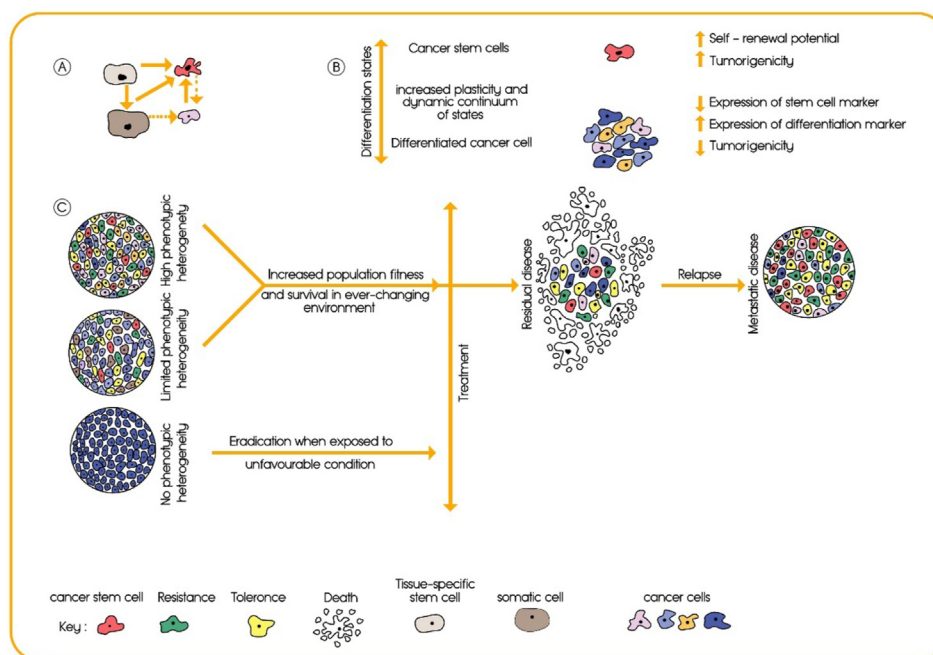 A
B
Differentiation states
Cancer stem cells
increased plasticity and
dynamic continuum
of states
Differentiated cancer cell
Self - renewal potential
Tumorigenicity
Expression of stem cell marker
Expression of differentiation marker
Tumorigenicity
C
High phenotypic
heterogenety
Limited phenotypic
heterogeneity
No phenotypic
heterogeneity
Increased population fitness
and survival in ever-changing
environment
Eradication when exposed to
unfavourable condition
Treatment
Residual disease
Relapse
Metastatic disease
Key :
cancer stem cell
Resistance
Toleronce
Death
Tissue-specific
stem cell
somatic cell
cancer cells